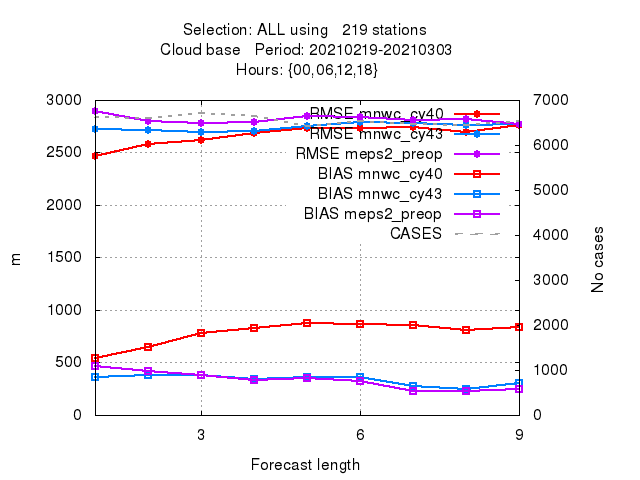 Selection: ALL using   219 stations
Cloud base   Period: 20210219-20210303
Hours: {00,06,12,18}
3000
2500
2000
1500
1000
500
0
7000
6000
5000
4000
3000
2000
1000
0
RMSE mnwc_cy40
RMSE mnwc_cy43
RMSE meps2_preop
BIAS mnwc_cy40
BIAS mnwc_cy43
BIAS meps2_preop
CASES
m
No cases
3 6 9
Forecast length